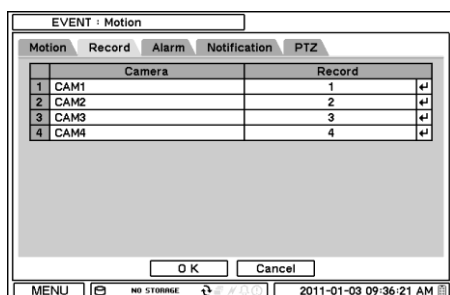 EVENT : Motion
Motion Record Alarm Notification PTZ
Camera Record
1 CAM1 1
2 CAM2 2
3 CAM3 3
4 CAM4 4
OK Cancel
MENU NO STORAGE 2011-01-03 09:36:21 AM